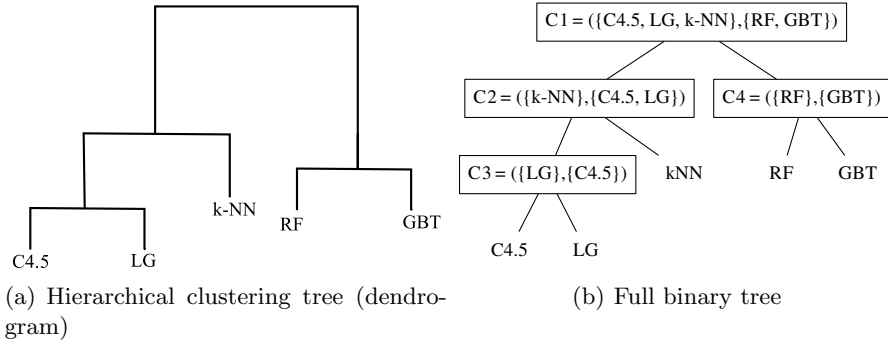 C4.5
LG
k-NN
RF
GBT
(a) Hierarchical clustering tree (dendro-
gram)
C1 = ({C4.5, LG, k-NN},{RF, GBT})
C2 = ({k-NN},{C4.5, LG})
C4 = ({RF},{GBT})
C3 = ({LG},{C4.5})
kNN
RF
GBT
C4.5
LG
(b) Full binary tree